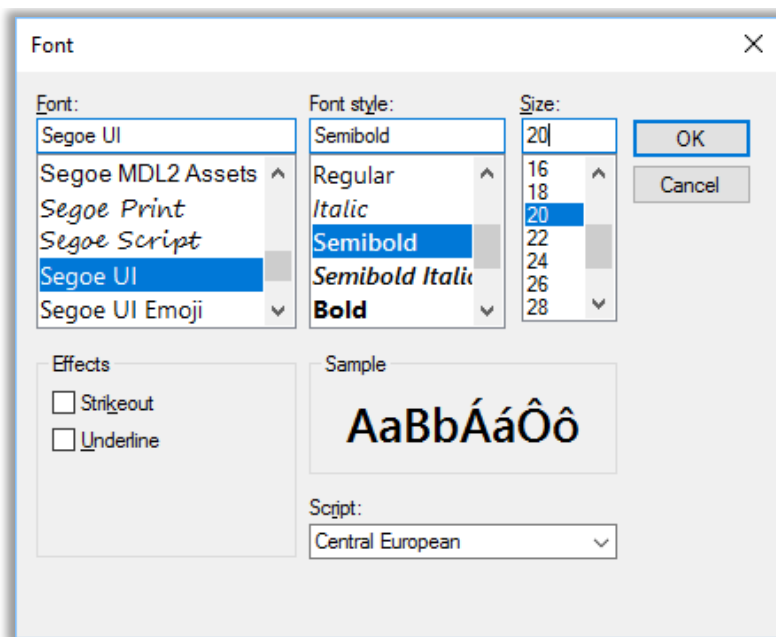 Font
Font: Font style: Size:
Segoe UI Semibold 20 OK
Segoe MDL2 Assets Regular 16
Segoe Print Italic 18 Cancel
Segoe Script Semibold 20
Segoe UI Semibold Italic 22
Segoe UI Emoji Bold 24
26
28
Effects Sample
Strikeout
Underline
AaBbÁáÔô
Script:
Central European